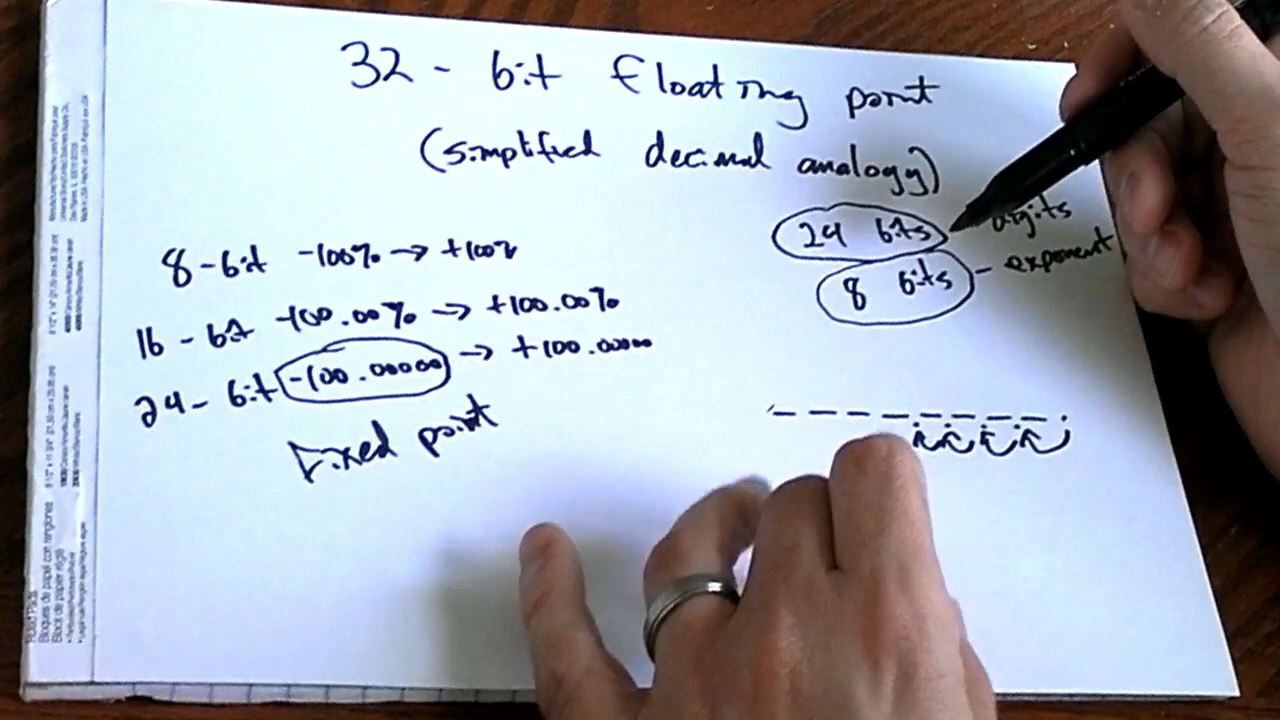 32 - bit floating point
(simplified decimal analogy)
24 bits - digits
8 bits - exponent
8-bit -100% → +100%
16-bit -100.00% → +100.00%
24-bit -100.00000 → +100.00000
Fixed point